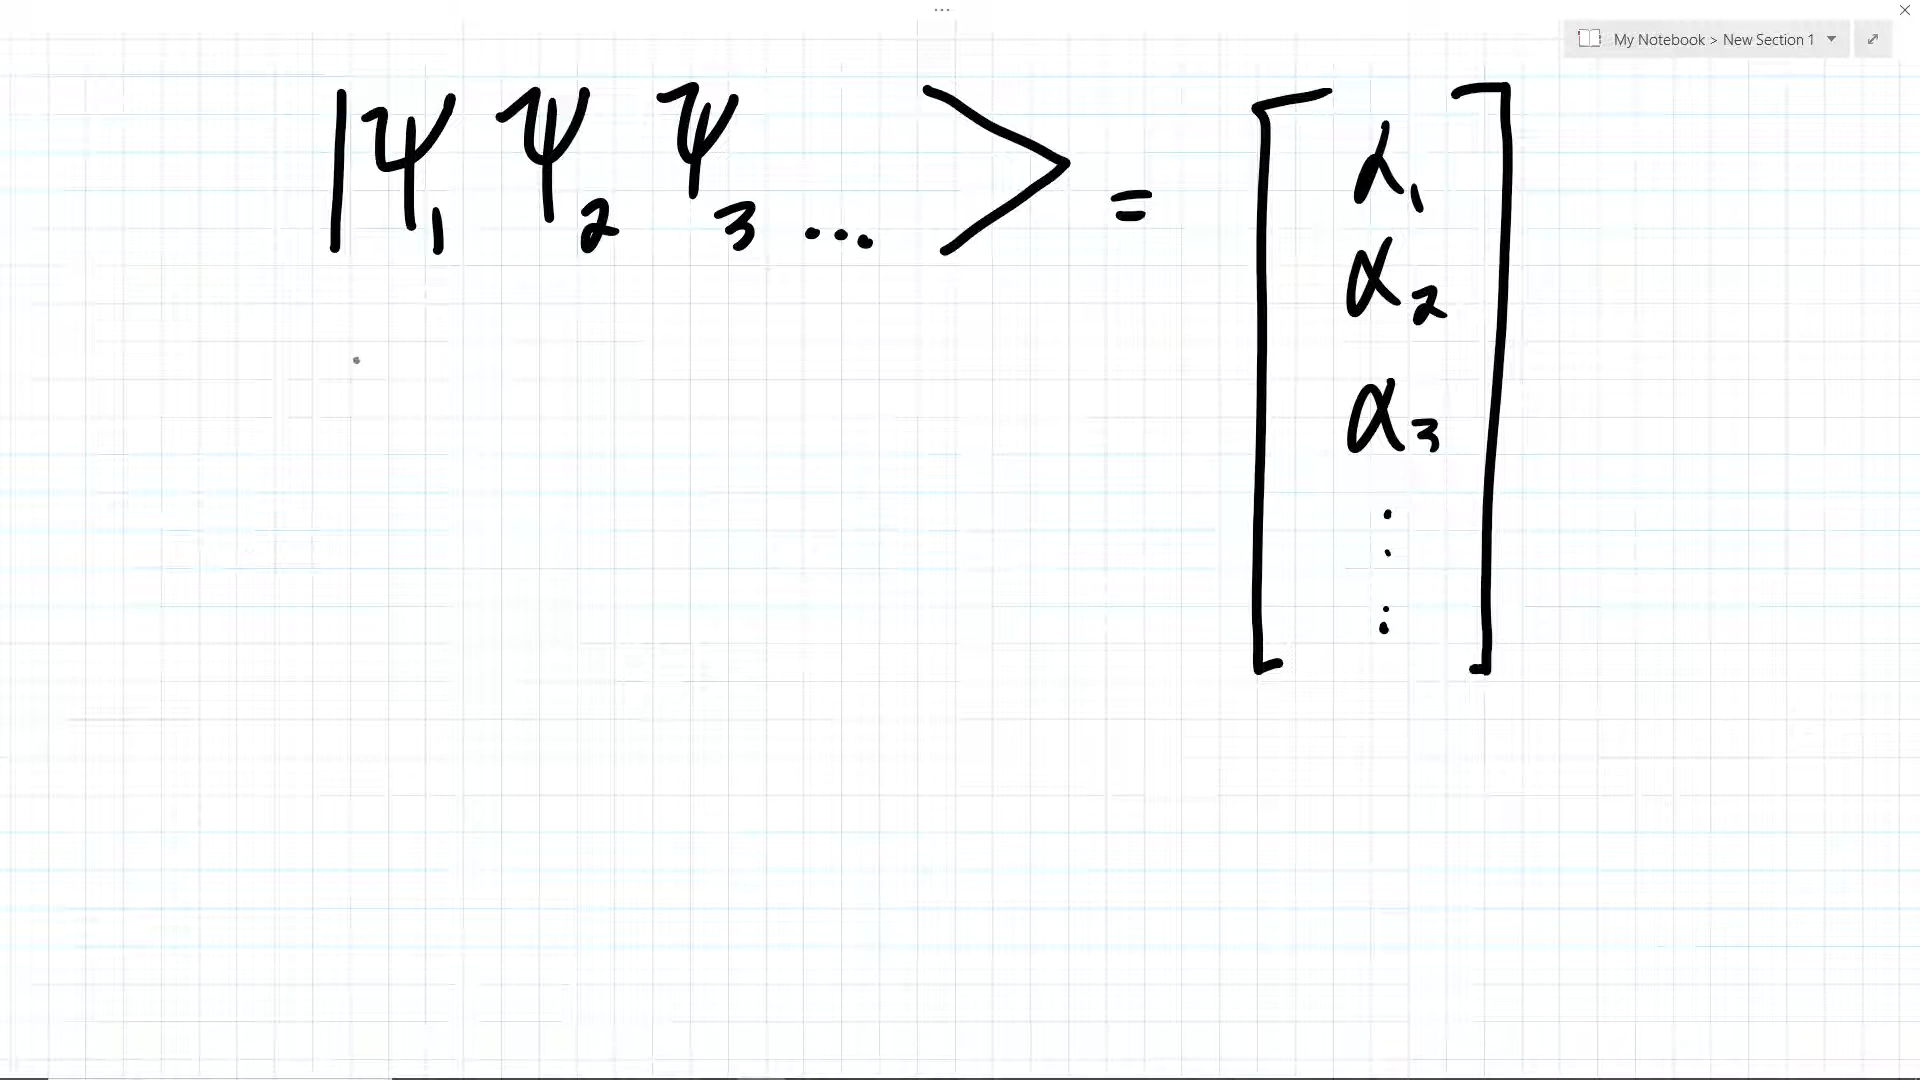 ...
My Notebook > New Section 1
|ψ₁ ψ₂ ψ₃ ...⟩ = [
α₁
α₂
α₃
⋮
]